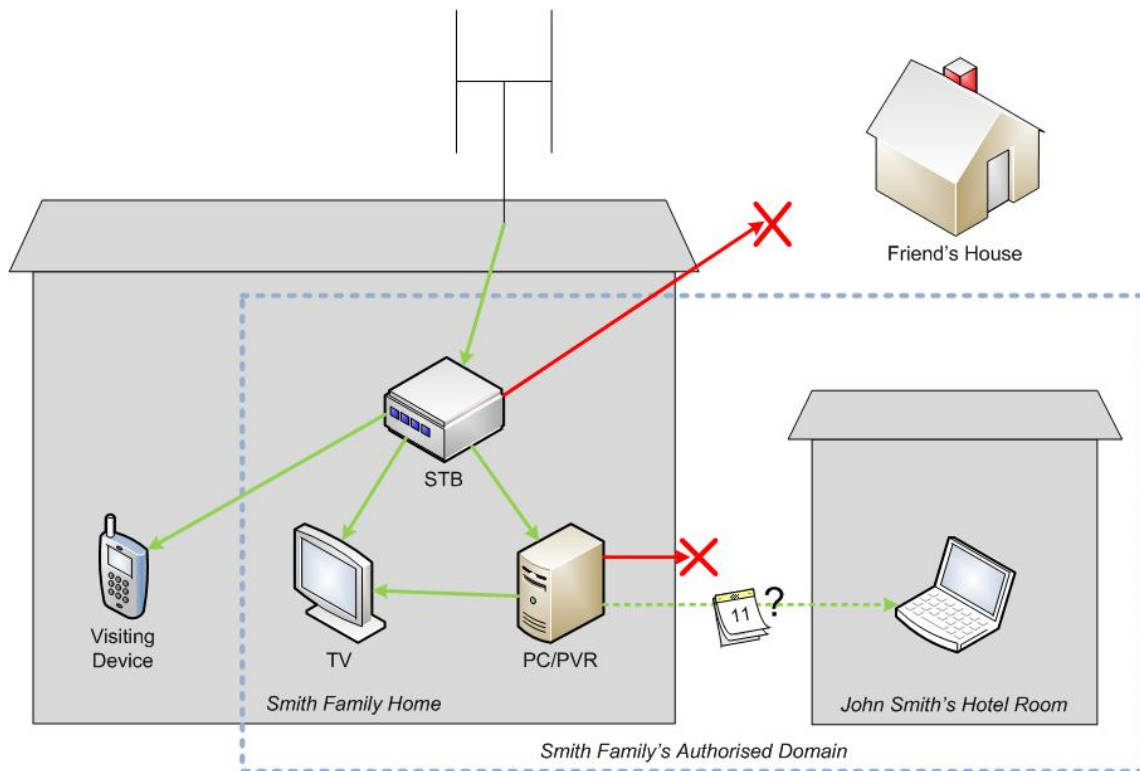 Friend's House
STB
11
?
Visiting
Device
TV
PC/PVR
Smith Family Home
John Smith's Hotel Room
Smith Family's Authorised Domain